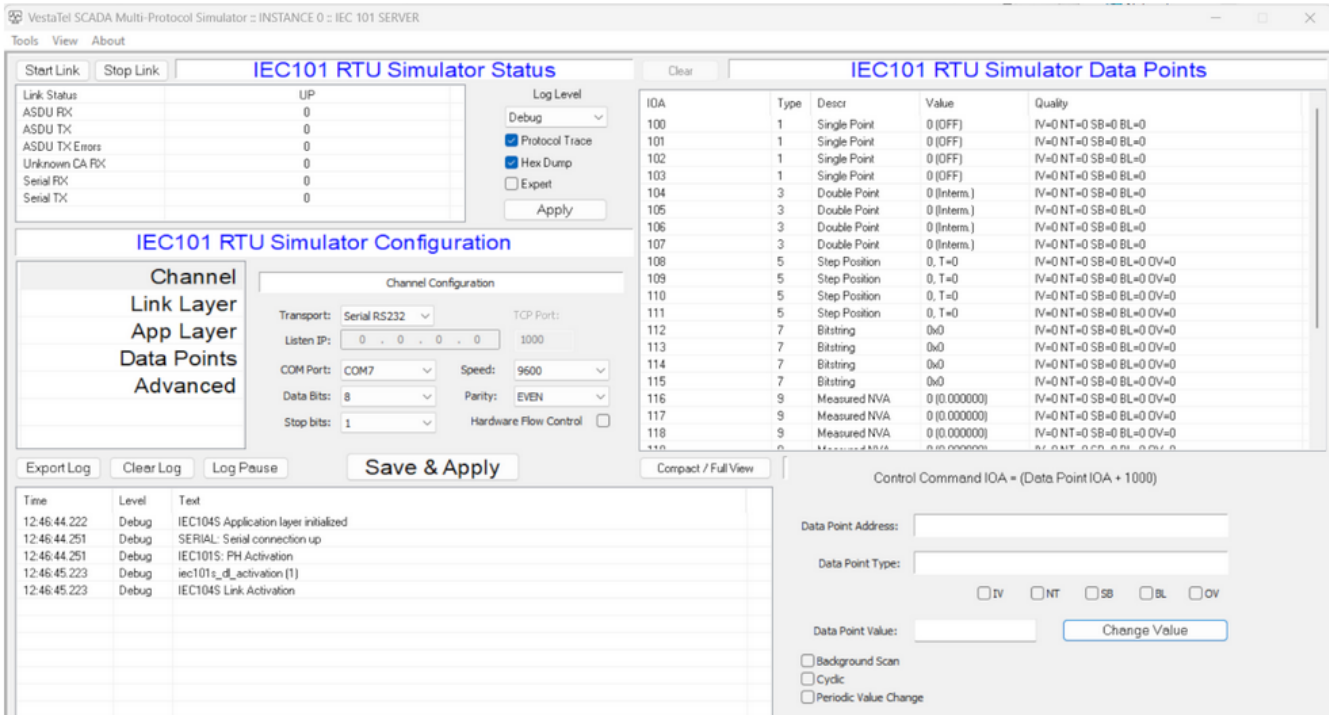 VestaTel SCADA Multi-Protocol Simulator :: INSTANCE 0 :: IEC 101 SERVER
Tools View About
Start Link Stop Link IEC101 RTU Simulator Status
Link Status UP
ASDU RX 0
ASDU TX 0
ASDU TX Errors 0
Unknown CA RX 0
Serial RX 0
Serial TX 0
Log Level
Debug
Protocol Trace
Hex Dump
Expert
Apply
IEC101 RTU Simulator Configuration
Channel
Link Layer
App Layer
Data Points
Advanced
Channel Configuration
Transport: Serial RS232 TCP Port:
Listen IP: 0 . 0 . 0 . 0 1000
COM Port: COM7 Speed: 9600
Data Bits: 8 Parity: EVEN
Stop bits: 1 Hardware Flow Control
Export Log Clear Log Log Pause Save & Apply
Time Level Text
12:46:44.222 Debug IEC104S Application layer initialized
12:46:44.251 Debug SERIAL: Serial connection up
12:46:44.251 Debug IEC101S: PH Activation
12:46:45.223 Debug iec101s_dl_activation (1)
12:46:45.223 Debug IEC104S Link Activation
Clear IEC101 RTU Simulator Data Points
IOA Type Descr Value Quality
100 1 Single Point 0 (OFF) IV=0 NT=0 SB=0 BL=0
101 1 Single Point 0 (OFF) IV=0 NT=0 SB=0 BL=0
102 1 Single Point 0 (OFF) IV=0 NT=0 SB=0 BL=0
103 1 Single Point 0 (OFF) IV=0 NT=0 SB=0 BL=0
104 3 Double Point 0 (Interm.) IV=0 NT=0 SB=0 BL=0
105 3 Double Point 0 (Interm.) IV=0 NT=0 SB=0 BL=0
106 3 Double Point 0 (Interm.) IV=0 NT=0 SB=0 BL=0
107 3 Double Point 0 (Interm.) IV=0 NT=0 SB=0 BL=0
108 5 Step Position 0, T=0 IV=0 NT=0 SB=0 BL=0 OV=0
109 5 Step Position 0, T=0 IV=0 NT=0 SB=0 BL=0 OV=0
110 5 Step Position 0, T=0 IV=0 NT=0 SB=0 BL=0 OV=0
111 5 Step Position 0, T=0 IV=0 NT=0 SB=0 BL=0 OV=0
112 7 Bitstring 0x0 IV=0 NT=0 SB=0 BL=0 OV=0
113 7 Bitstring 0x0 IV=0 NT=0 SB=0 BL=0 OV=0
114 7 Bitstring 0x0 IV=0 NT=0 SB=0 BL=0 OV=0
115 7 Bitstring 0x0 IV=0 NT=0 SB=0 BL=0 OV=0
116 9 Measured NVA 0 (0.000000) IV=0 NT=0 SB=0 BL=0 OV=0
117 9 Measured NVA 0 (0.000000) IV=0 NT=0 SB=0 BL=0 OV=0
118 9 Measured NVA 0 (0.000000) IV=0 NT=0 SB=0 BL=0 OV=0
Compact / Full View
Control Command IOA = (Data Point IOA + 1000)
Data Point Address:
Data Point Type:
IV NT SB BL OV
Data Point Value: Change Value
Background Scan
Cyclic
Periodic Value Change